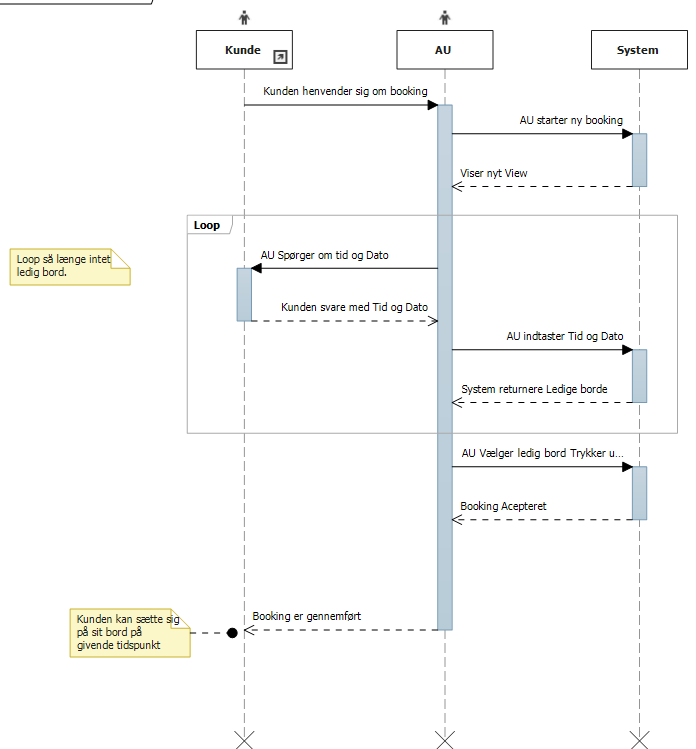 Kunde
AU
System
Kunden henvender sig om booking
AU starter ny booking
Viser nyt View
Loop
Loop så længe intet
ledig bord.
AU Spørger om tid og Dato
Kunden svare med Tid og Dato
AU indtaster Tid og Dato
System returnere Ledige borde
AU Vælger ledig bord Trykker u...
Booking Acepteret
Kunden kan sætte sig
på sit bord på
givende tidspunkt
Booking er gennemført